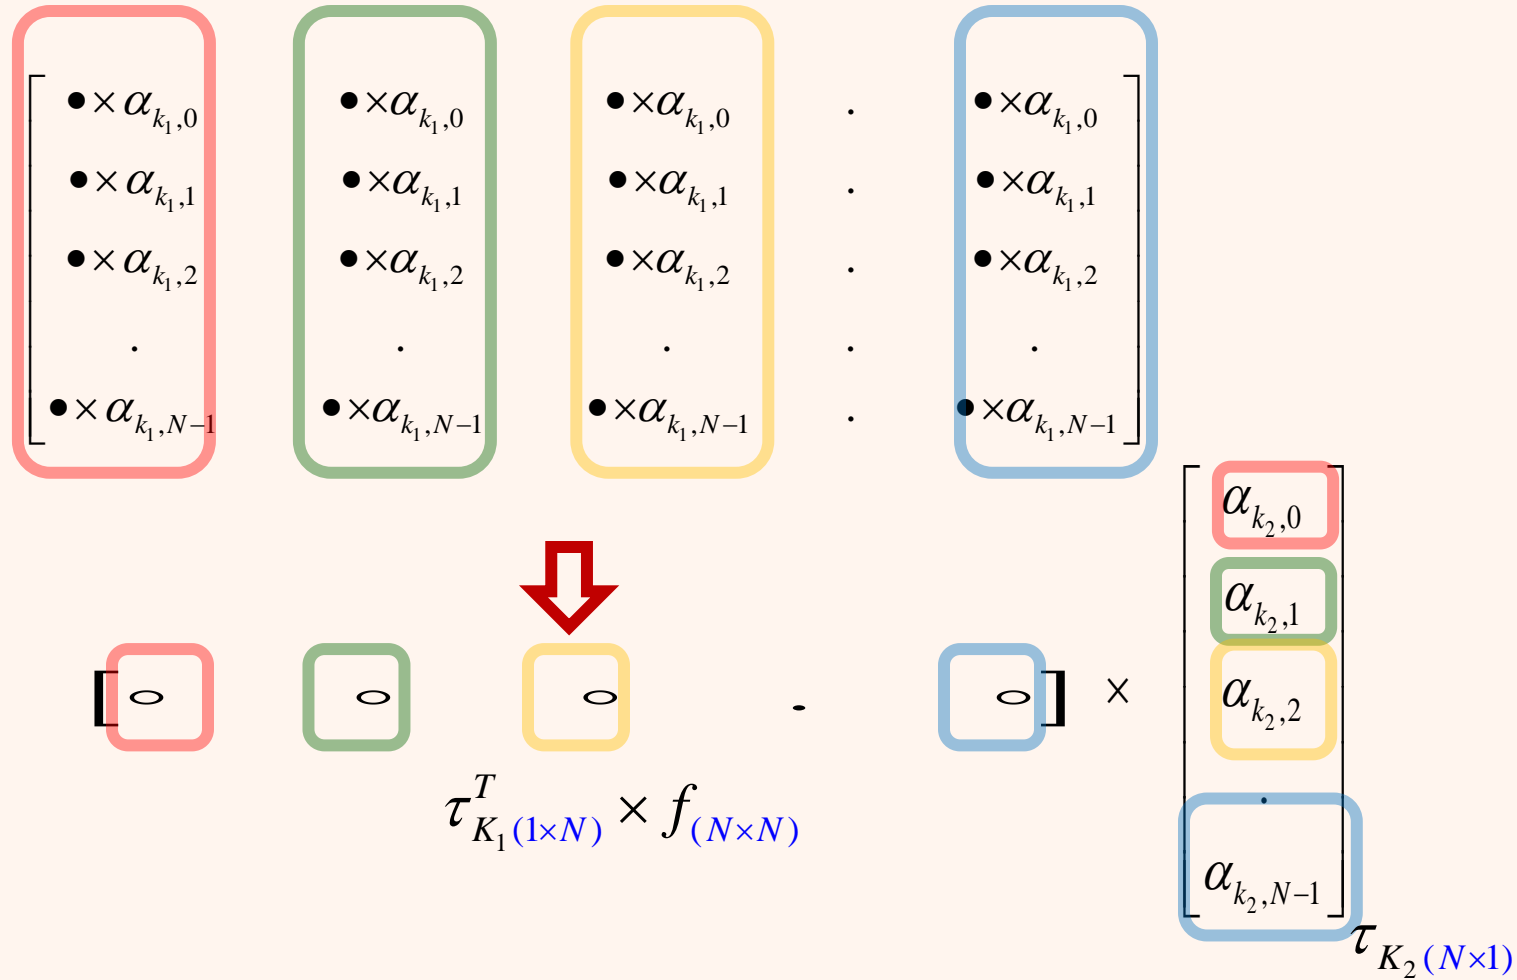 ● × α_{k₁,0} ● × α_{k₁,0} ● × α_{k₁,0} . ● × α_{k₁,0}
● × α_{k₁,1} ● × α_{k₁,1} ● × α_{k₁,1} . ● × α_{k₁,1}
● × α_{k₁,2} ● × α_{k₁,2} ● × α_{k₁,2} . ● × α_{k₁,2}
. . . . .
● × α_{k₁,N−1} ● × α_{k₁,N−1} ● × α_{k₁,N−1} . ● × α_{k₁,N−1}
α_{k₂,0}
α_{k₂,1}
[ ○ ○ ○ . ○ ] × α_{k₂,2}
.
τ^T_{K₁ (1×N)} × f_{(N×N)}
α_{k₂,N−1}
τ_{K₂ (N×1)}